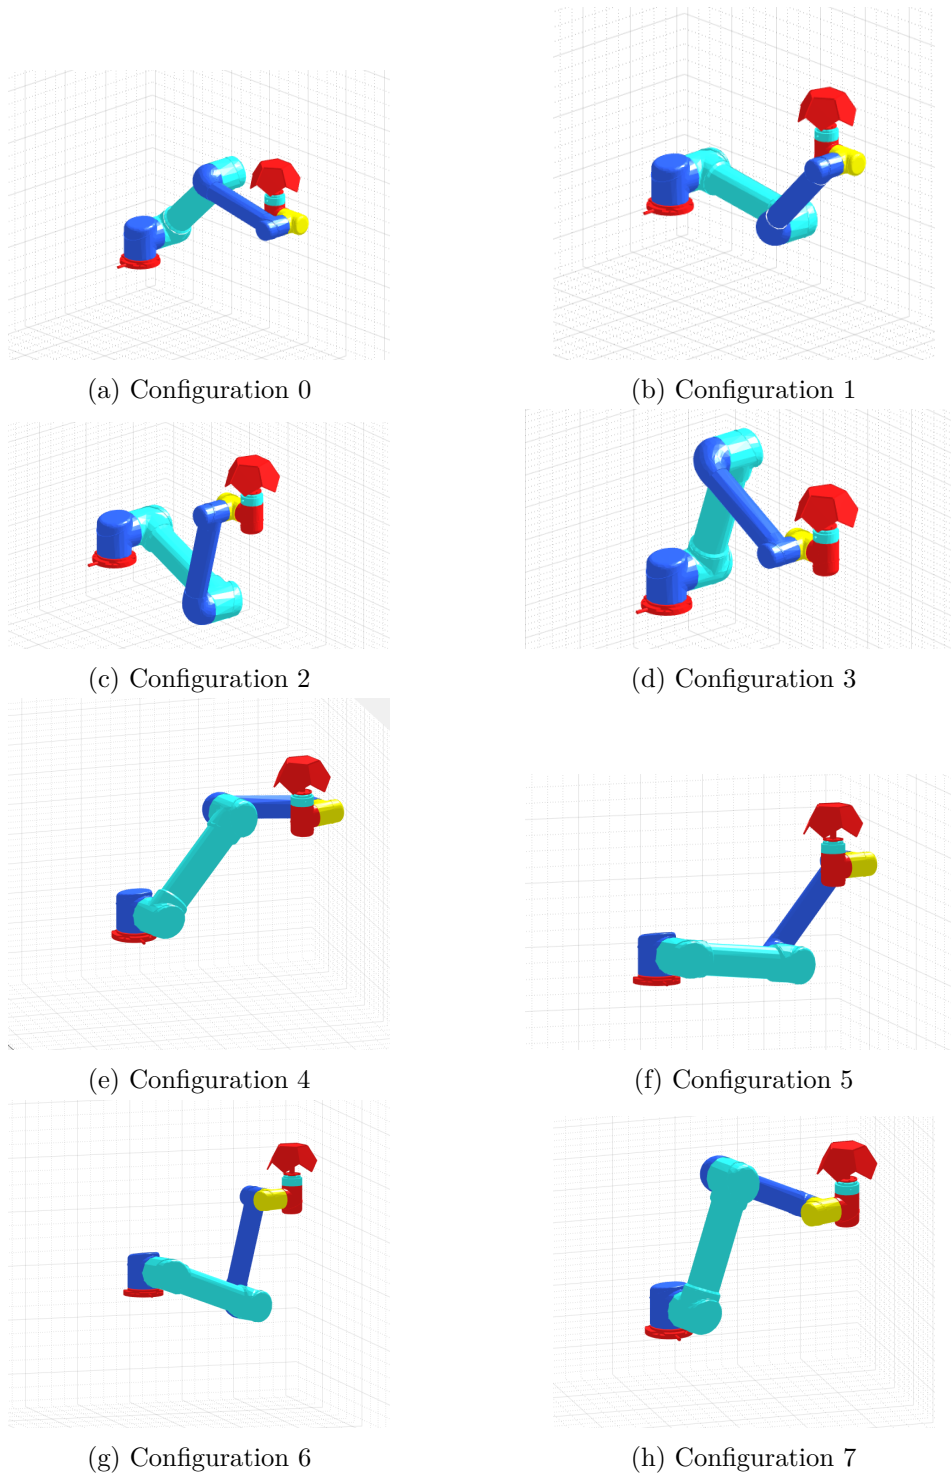 (a) Configuration 0
(b) Configuration 1
(c) Configuration 2
(d) Configuration 3
(e) Configuration 4
(f) Configuration 5
(g) Configuration 6
(h) Configuration 7